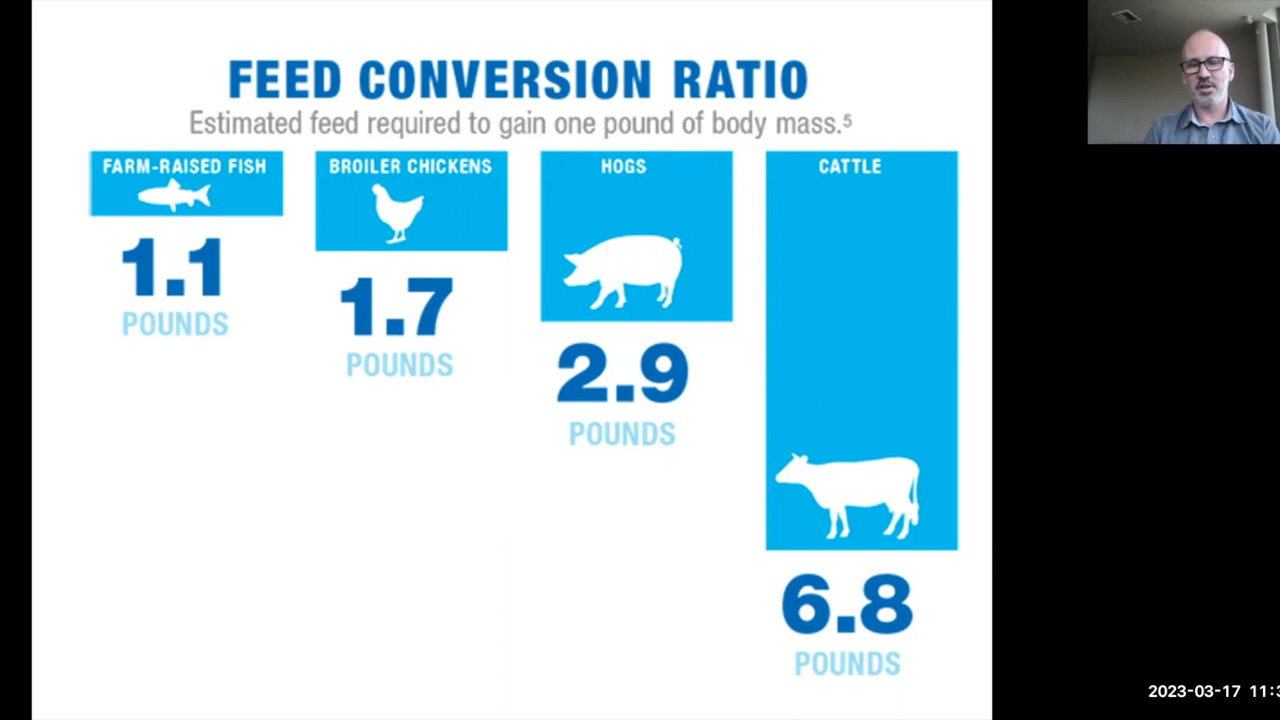 FEED CONVERSION RATIO
Estimated feed required to gain one pound of body mass.⁵
FARM-RAISED FISH
1.1
POUNDS
BROILER CHICKENS
1.7
POUNDS
HOGS
2.9
POUNDS
CATTLE
6.8
POUNDS
2023-03-17 11:3